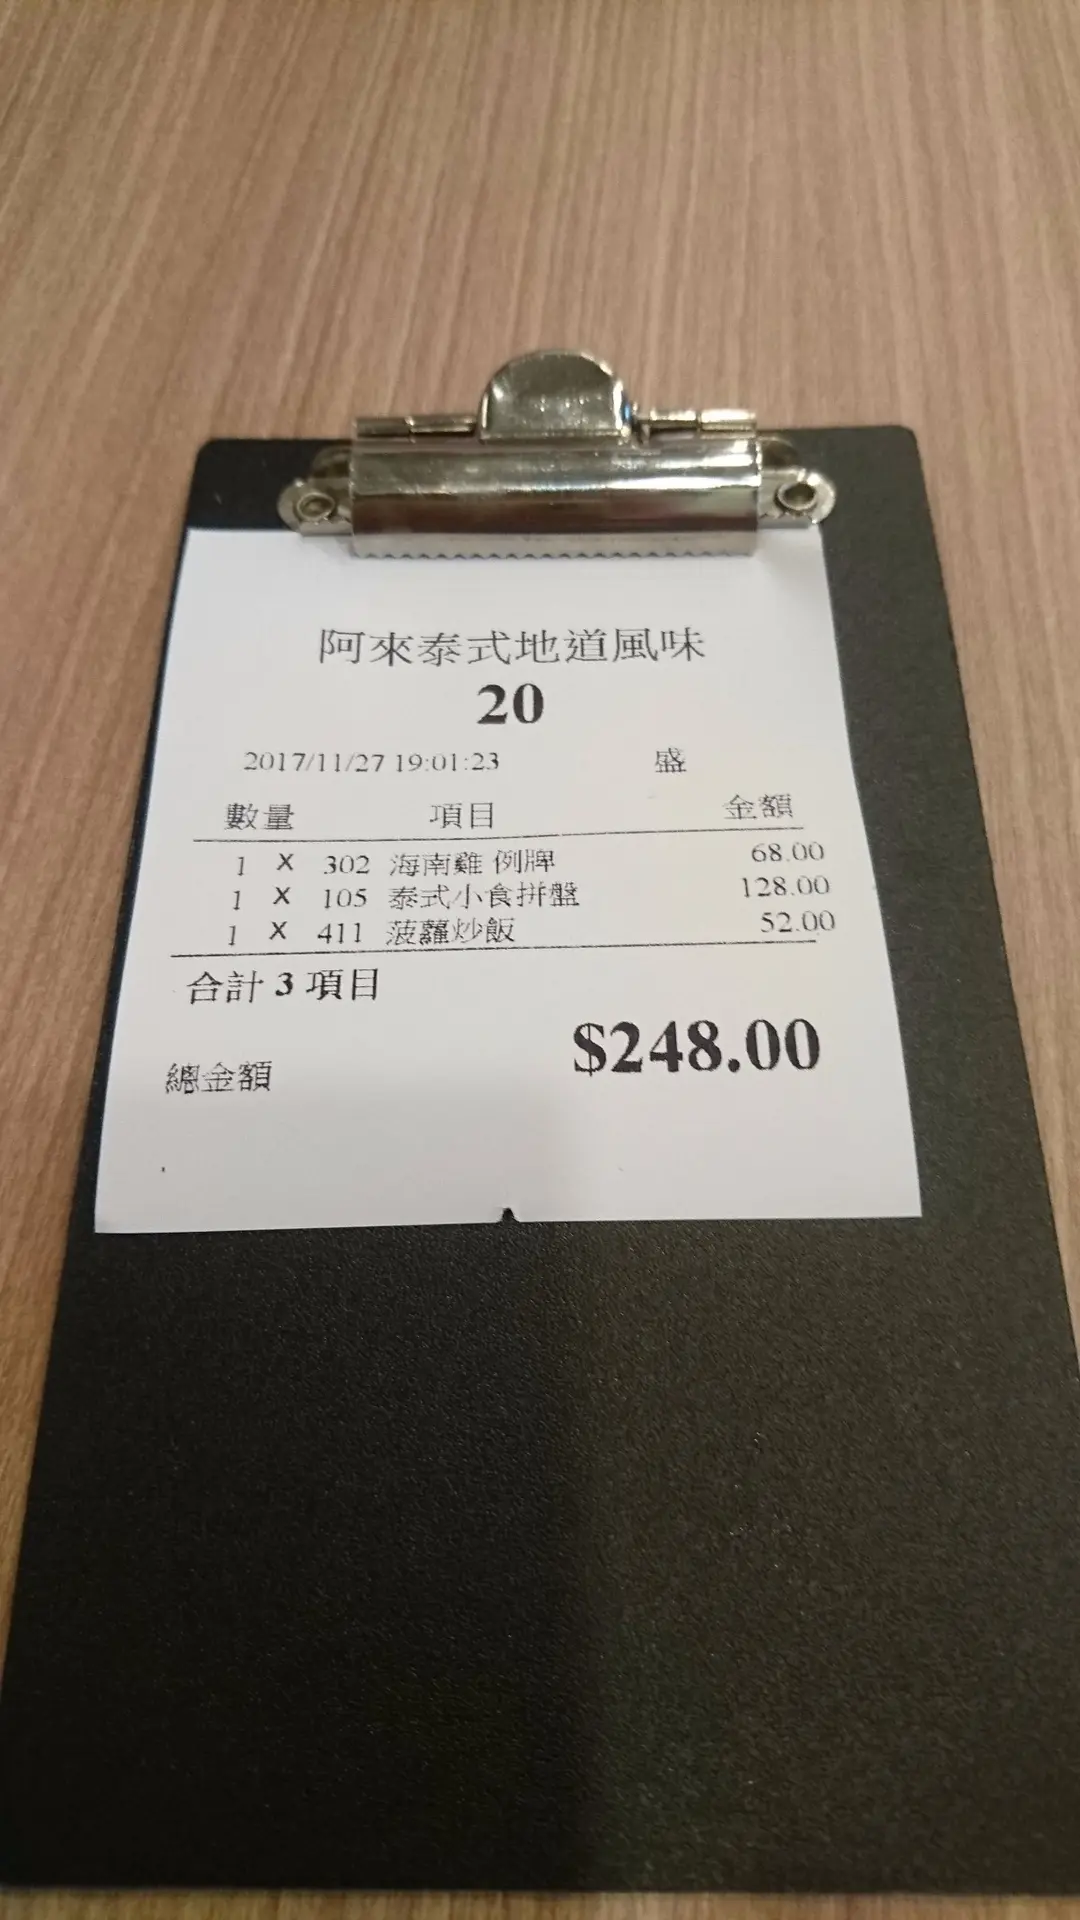 阿來泰式地道風味
20
2017/11/27 19:01:23 盛
數量 項目 金額
1 X 302 海南雞 例牌 68.00
1 X 105 泰式小食拼盤 128.00
1 X 411 菠蘿炒飯 52.00
合計 3 項目
$248.00
總金額